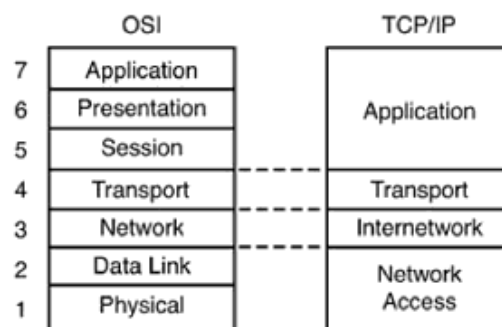 OSI TCP/IP
7 Application
6 Presentation Application
5 Session
4 Transport Transport
3 Network Internetwork
2 Data Link Network
1 Physical Access